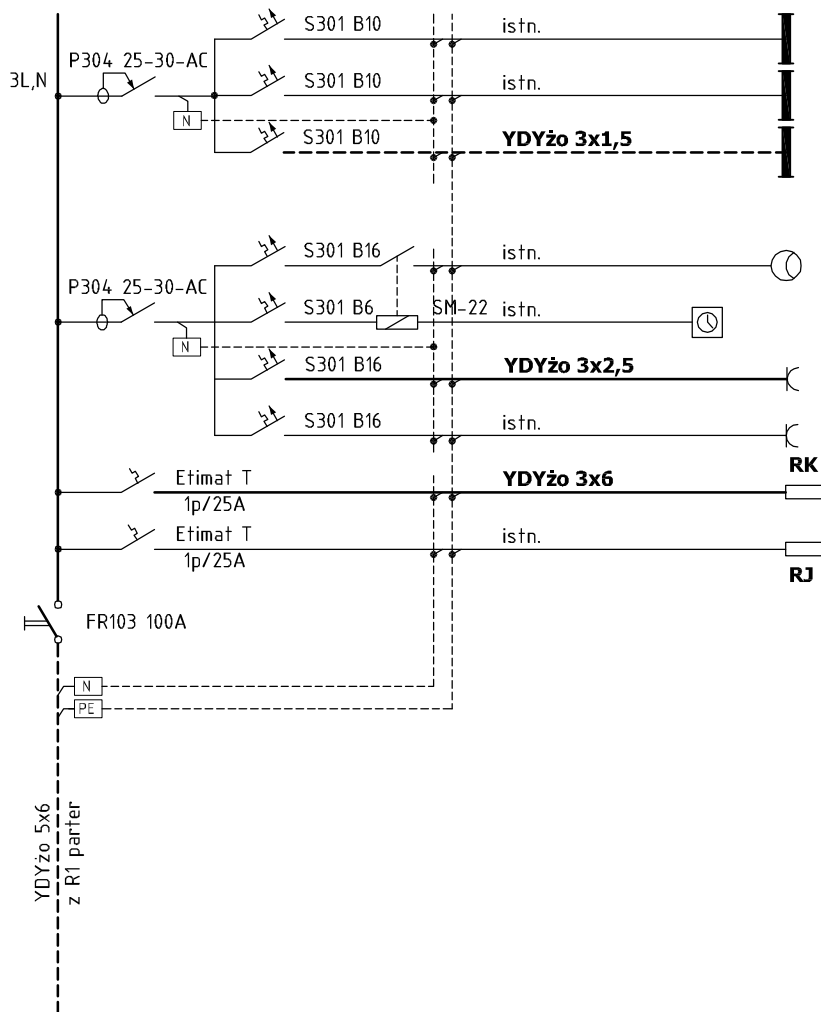 S301 B10 istn.
P304 25-30-AC
3L,N
S301 B10 istn.
N
S301 B10 YDYżo 3x1,5
S301 B16 istn.
P304 25-30-AC
S301 B6 SM-22 istn.
N
S301 B16 YDYżo 3x2,5
S301 B16 istn.
RK
Etimat T YDYżo 3x6
1p/25A
Etimat T istn.
1p/25A
RJ
FR103 100A
N
PE
YDYżo 5x6
z R1 parter